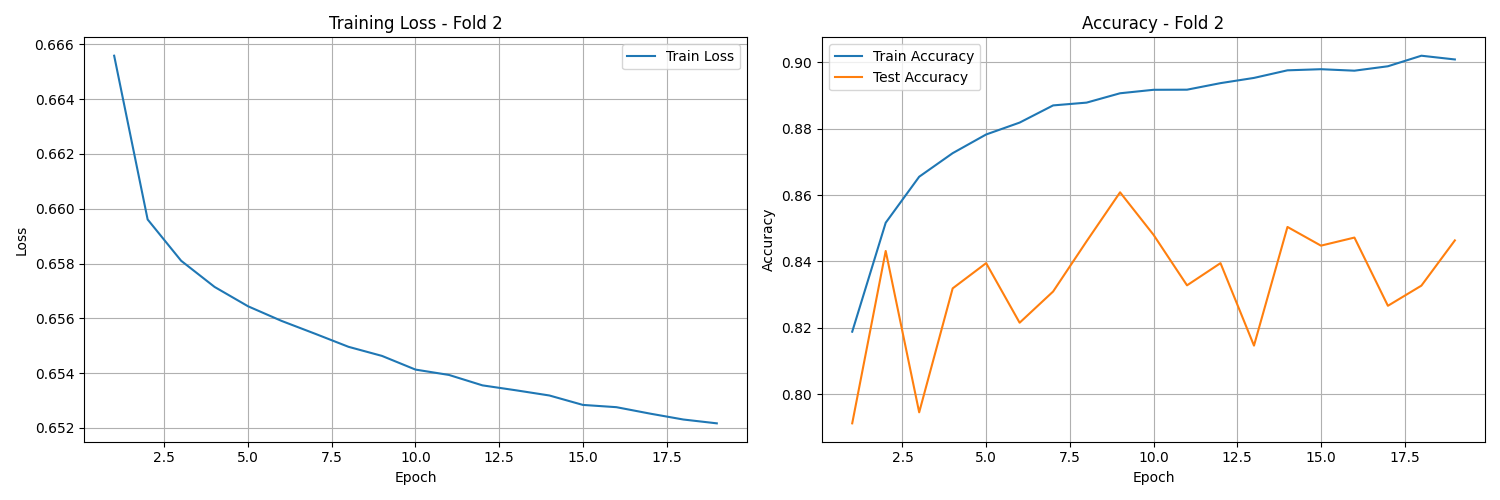 Training Loss - Fold 2
Train Loss
0.666
0.664
0.662
0.660
0.658
0.656
0.654
0.652
Loss
2.5 5.0 7.5 10.0 12.5 15.0 17.5
Epoch
Accuracy - Fold 2
Train Accuracy
Test Accuracy
0.90
0.88
0.86
0.84
0.82
0.80
Accuracy
2.5 5.0 7.5 10.0 12.5 15.0 17.5
Epoch